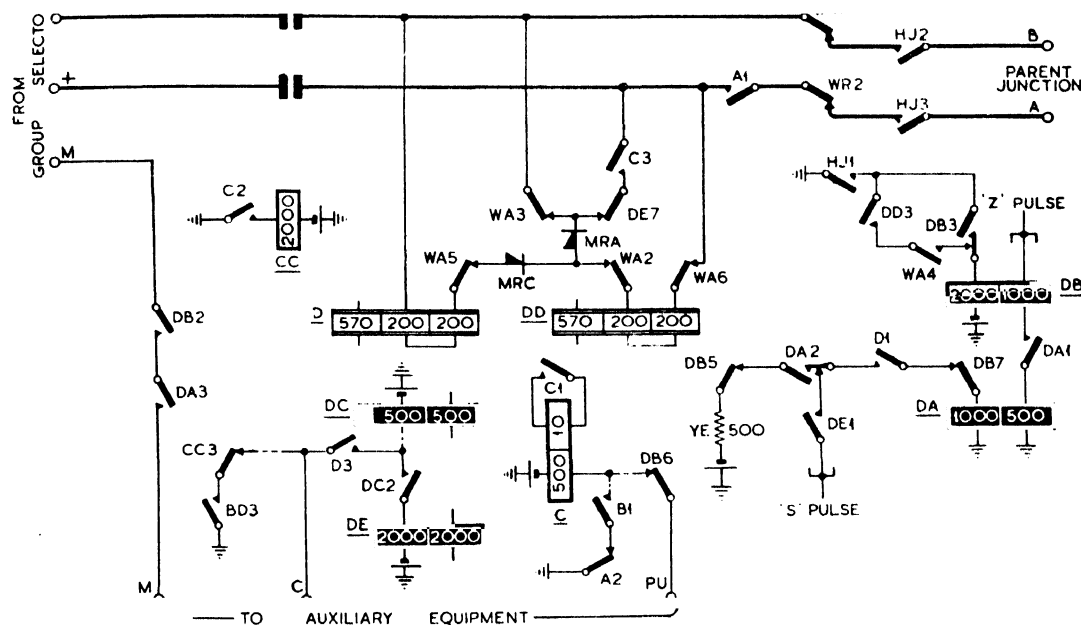 FROM
GROUP
SELECTO
+
M
HJ2
B
PARENT
JUNCTION
A1
WR2
HJ3
A
C2
2000
CC
C3
WA3
DE7
MRA
WA5
MRC
WA2
WA6
HJ1
DD3
DB3
WA4
'Z' PULSE
2000
1000
DB
D
570
200
200
DD
570
200
200
DB2
DA3
DC
500
500
C1
10
500
C
DB5
DA2
D1
DB7
DA1
DA
1000
500
YE
500
DE1
'S' PULSE
CC3
D3
DC2
BD3
DE
2000
2000
B1
DB6
A2
M
C
PU
TO AUXILIARY EQUIPMENT